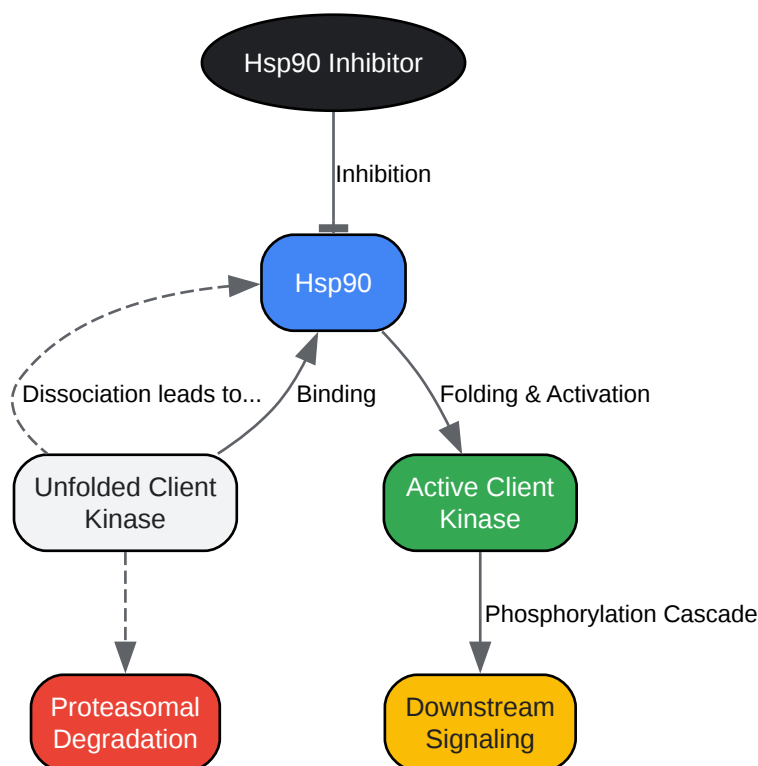 Hsp90 Inhibitor
Inhibition
Hsp90
Dissociation leads to...
Binding
Folding & Activation
Unfolded Client
Kinase
Active Client
Kinase
Phosphorylation Cascade
Proteasomal
Degradation
Downstream
Signaling